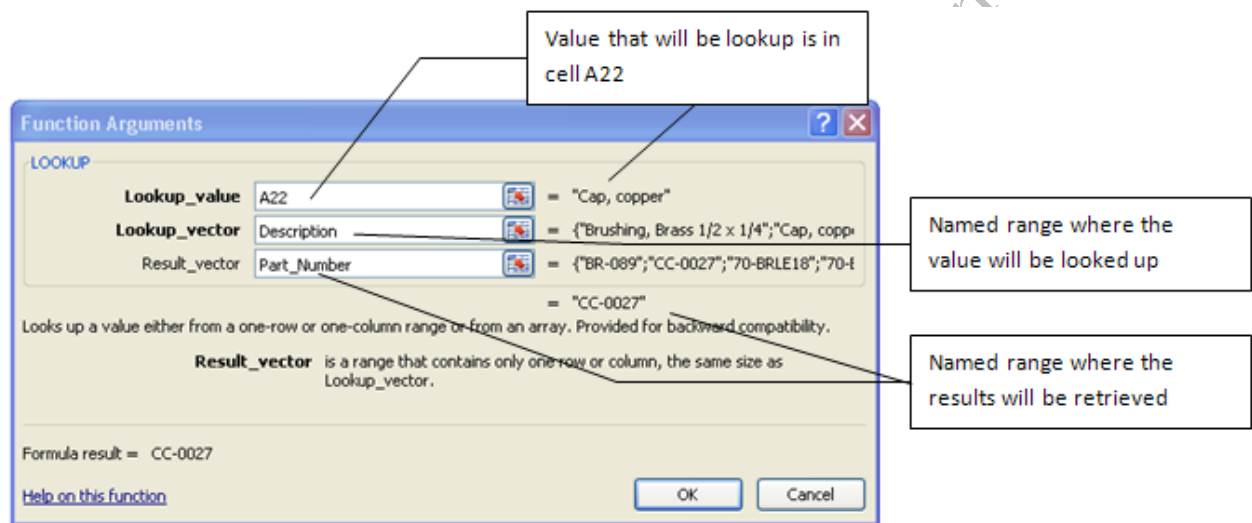 Value that will be lookup is in
cell A22
Function Arguments
LOOKUP
Lookup_value A22 = "Cap, copper"
Lookup_vector Description = {"Brushing, Brass 1/2 x 1/4";"Cap, copp
Result_vector Part_Number = {"BR-089";"CC-0027";"70-BRLE18";"70-
= "CC-0027"
Looks up a value either from a one-row or one-column range or from an array. Provided for backward compatibility.
Result_vector is a range that contains only one row or column, the same size as
Lookup_vector.
Formula result = CC-0027
Help on this function
OK Cancel
Named range where the
value will be looked up
Named range where the
results will be retrieved